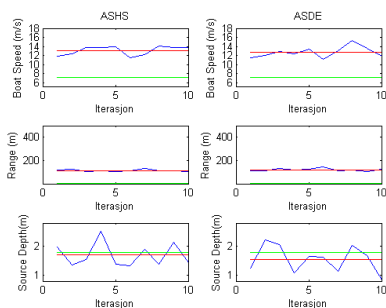 ASHS
ASDE
Boat Speed (m/s)
18
16
14
12
10
8
6
0 5 10
Iterasjon
Boat Speed (m/s)
18
16
14
12
10
8
6
0 5 10
Iterasjon
Range (m)
400
200
0 5 10
Iterasjon
Range (m)
400
200
0 5 10
Iterasjon
Source Depth(m)
2
1
0 5 10
Iterasjon
Source Depth(m)
2
1
0 5 10
Iterasjon